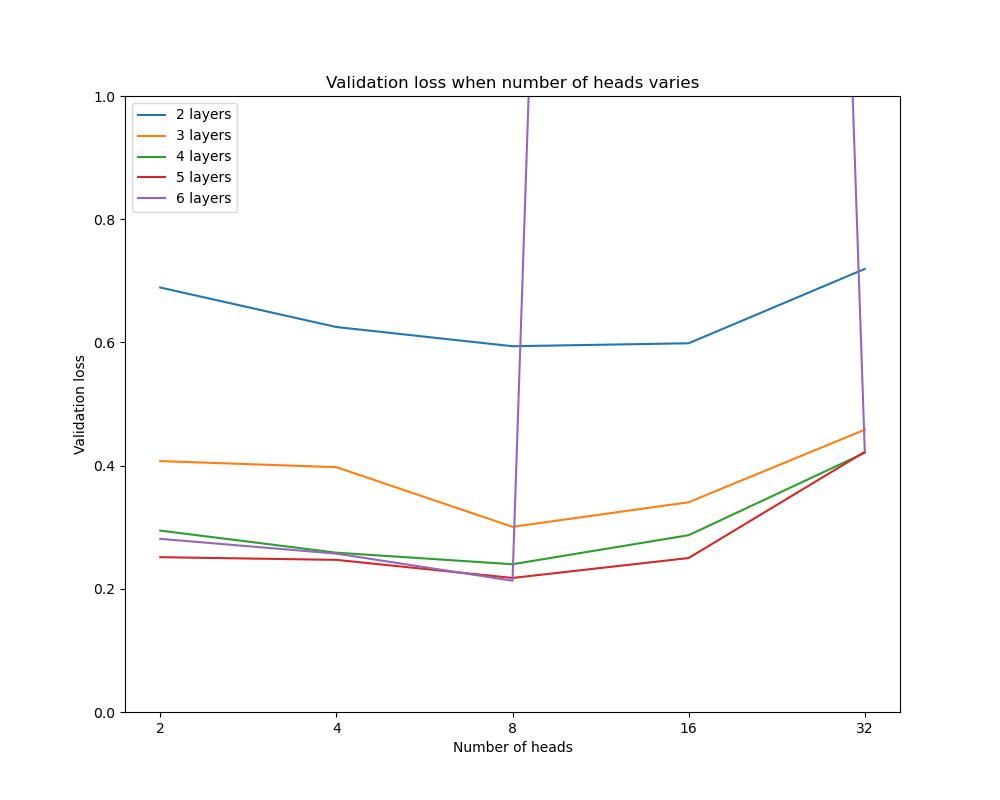 Validation loss when number of heads varies
1.0
0.8
0.6
0.4
0.2
0.0
Validation loss
2 layers
3 layers
4 layers
5 layers
6 layers
2 4 8 16 32
Number of heads